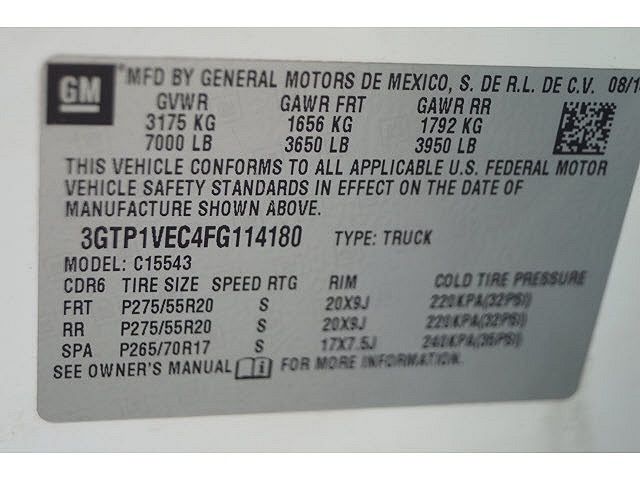 GM
*MFD BY GENERAL MOTORS DE MEXICO, S. DE R.L. DE C.V. 08/1
GVWR GAWR FRT GAWR RR
3175 KG 1656 KG 1792 KG
7000 LB 3650 LB 3950 LB
THIS VEHICLE CONFORMS TO ALL APPLICABLE U.S. FEDERAL MOTOR
VEHICLE SAFETY STANDARDS IN EFFECT ON THE DATE OF
MANUFACTURE SHOWN ABOVE.
3GTP1VEC4FG114180 TYPE: TRUCK
MODEL: C15543
CDR6 TIRE SIZE SPEED RTG RIM COLD TIRE PRESSURE
FRT P275/55R20 S 20X9J 220KPA(32PSI)
RR P275/55R20 S 20X9J 220KPA(32PSI)
SPA P265/70R17 S 17X7.5J 240KPA(35PSI)
SEE OWNER'S MANUAL FOR MORE INFORMATION.